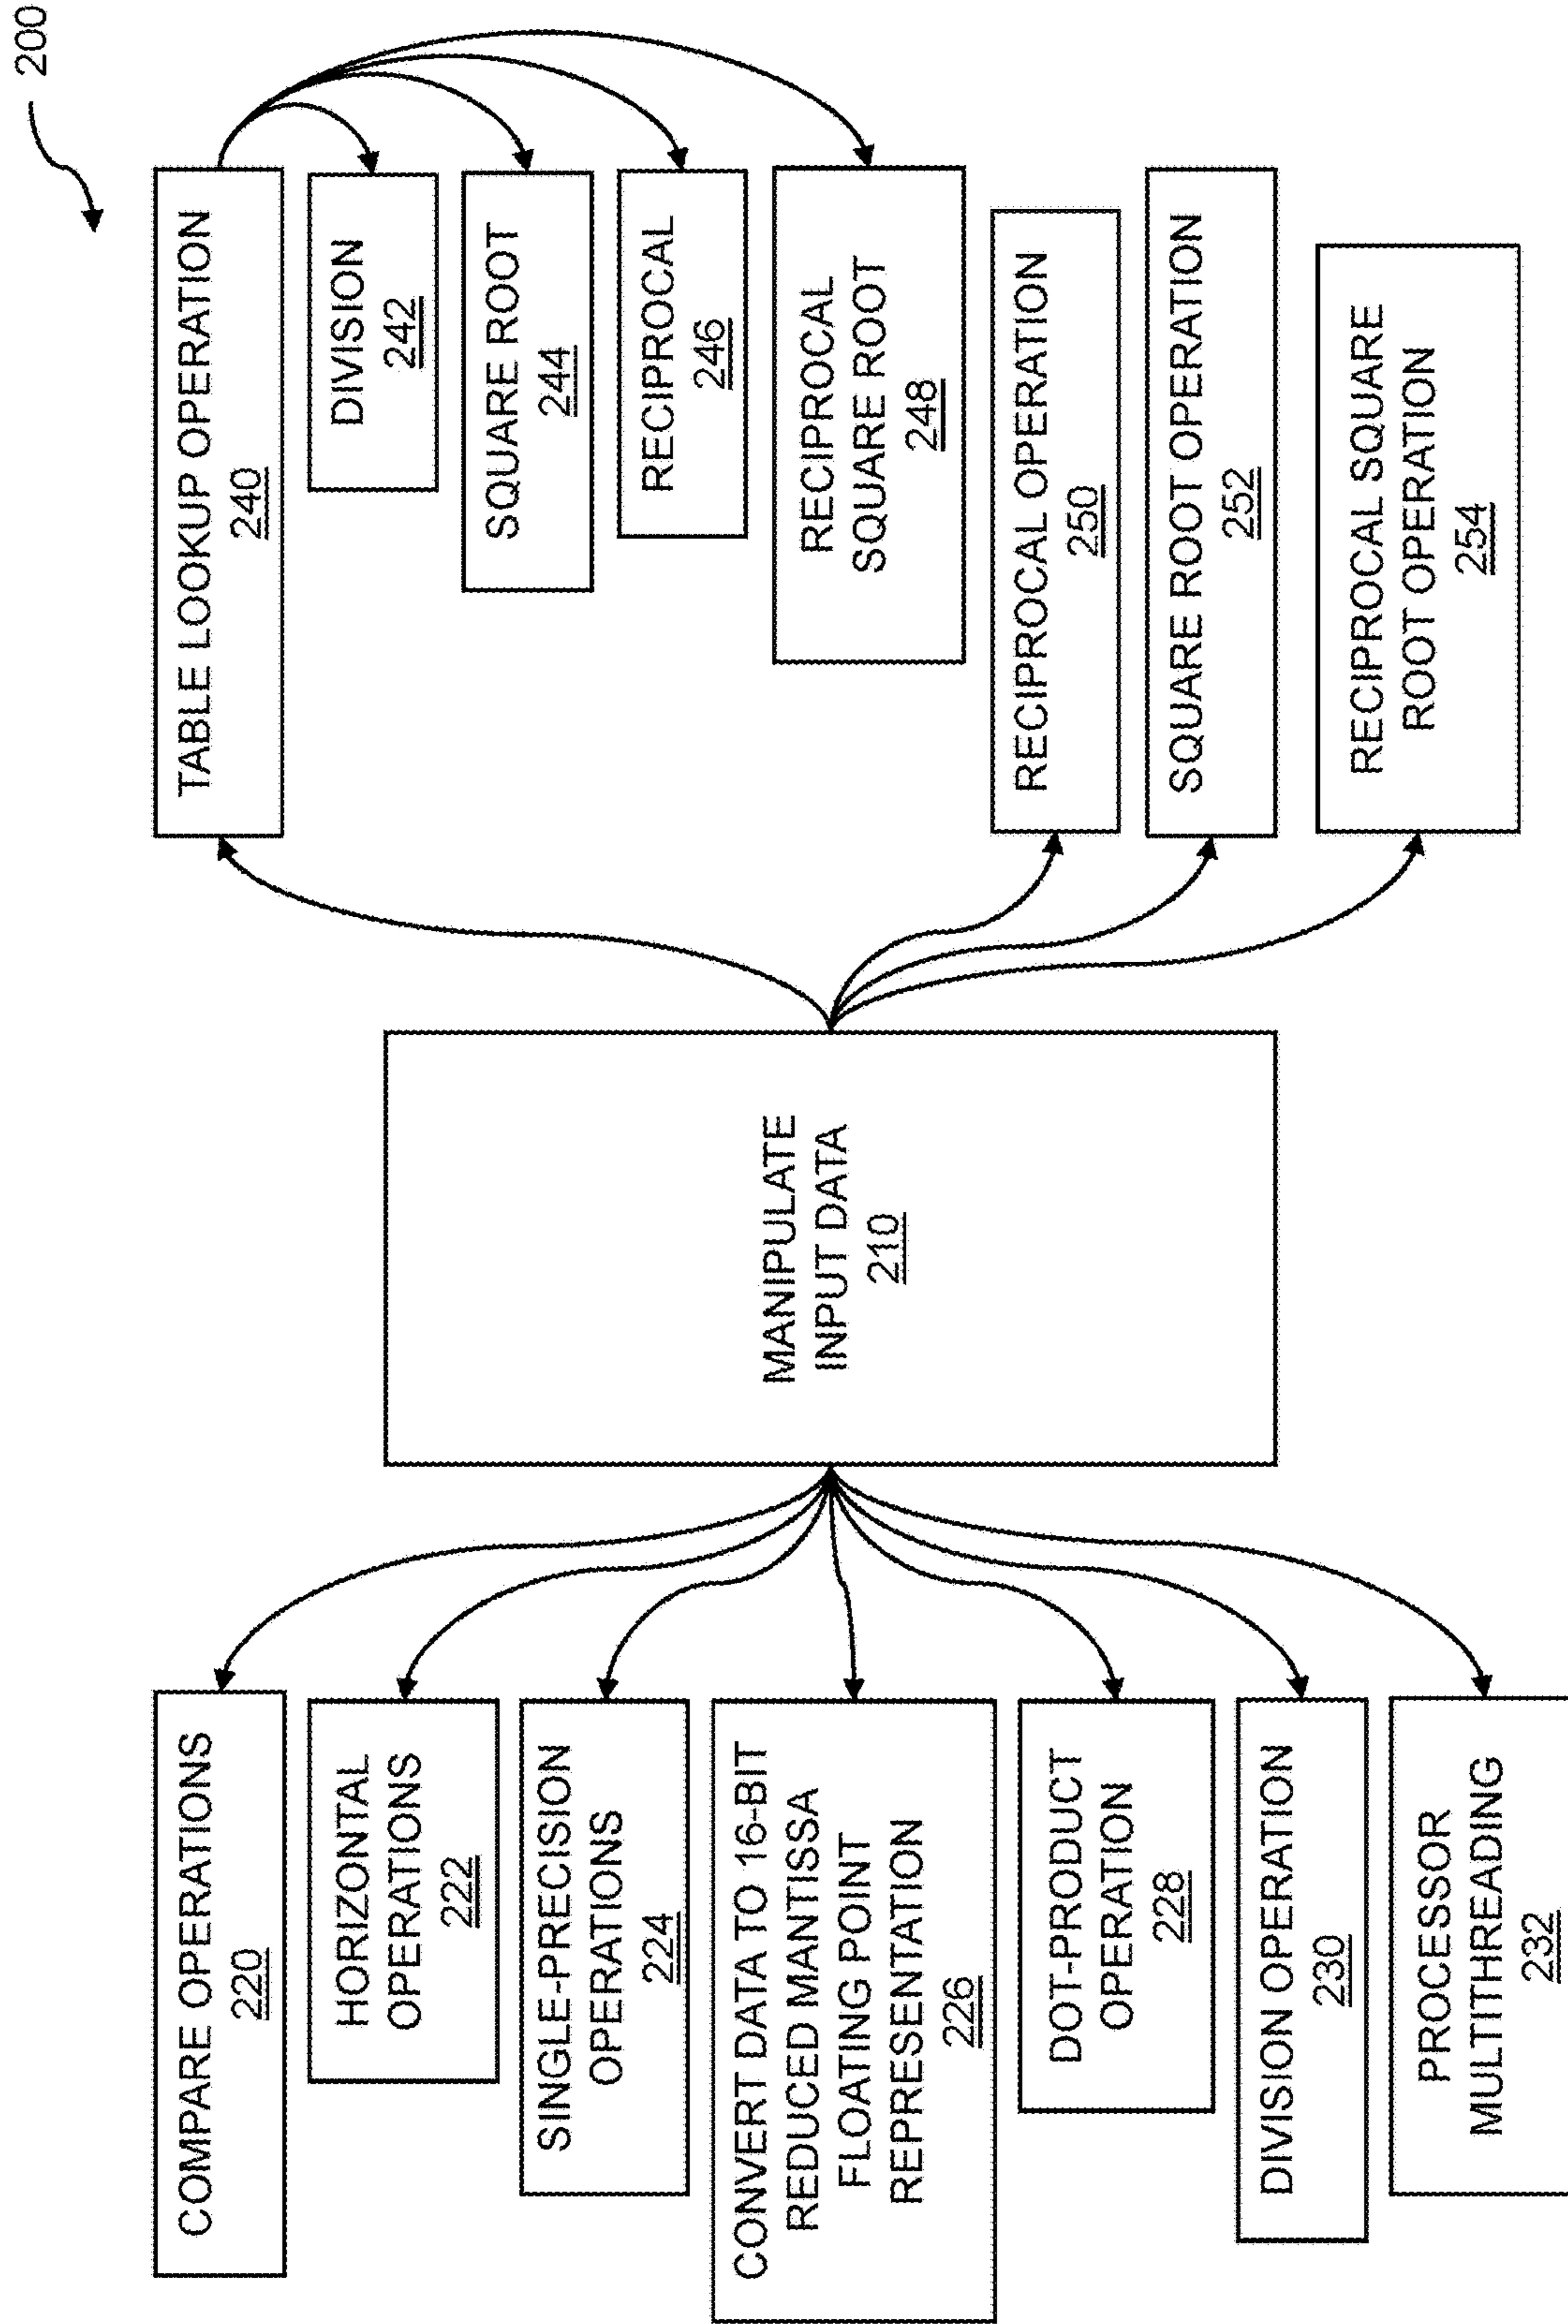 200
COMPARE OPERATIONS
220
HORIZONTAL
OPERATIONS
222
SINGLE-PRECISION
OPERATIONS
224
CONVERT DATA TO 16-BIT
REDUCED MANTISSA
FLOATING POINT
REPRESENTATION
226
DOT-PRODUCT
OPERATION
228
DIVISION OPERATION
230
PROCESSOR
MULTITHREADING
232
MANIPULATE
INPUT DATA
210
TABLE LOOKUP OPERATION
240
DIVISION
242
SQUARE ROOT
244
RECIPROCAL
246
RECIPROCAL
SQUARE ROOT
248
RECIPROCAL OPERATION
250
SQUARE ROOT OPERATION
252
RECIPROCAL SQUARE
ROOT OPERATION
254